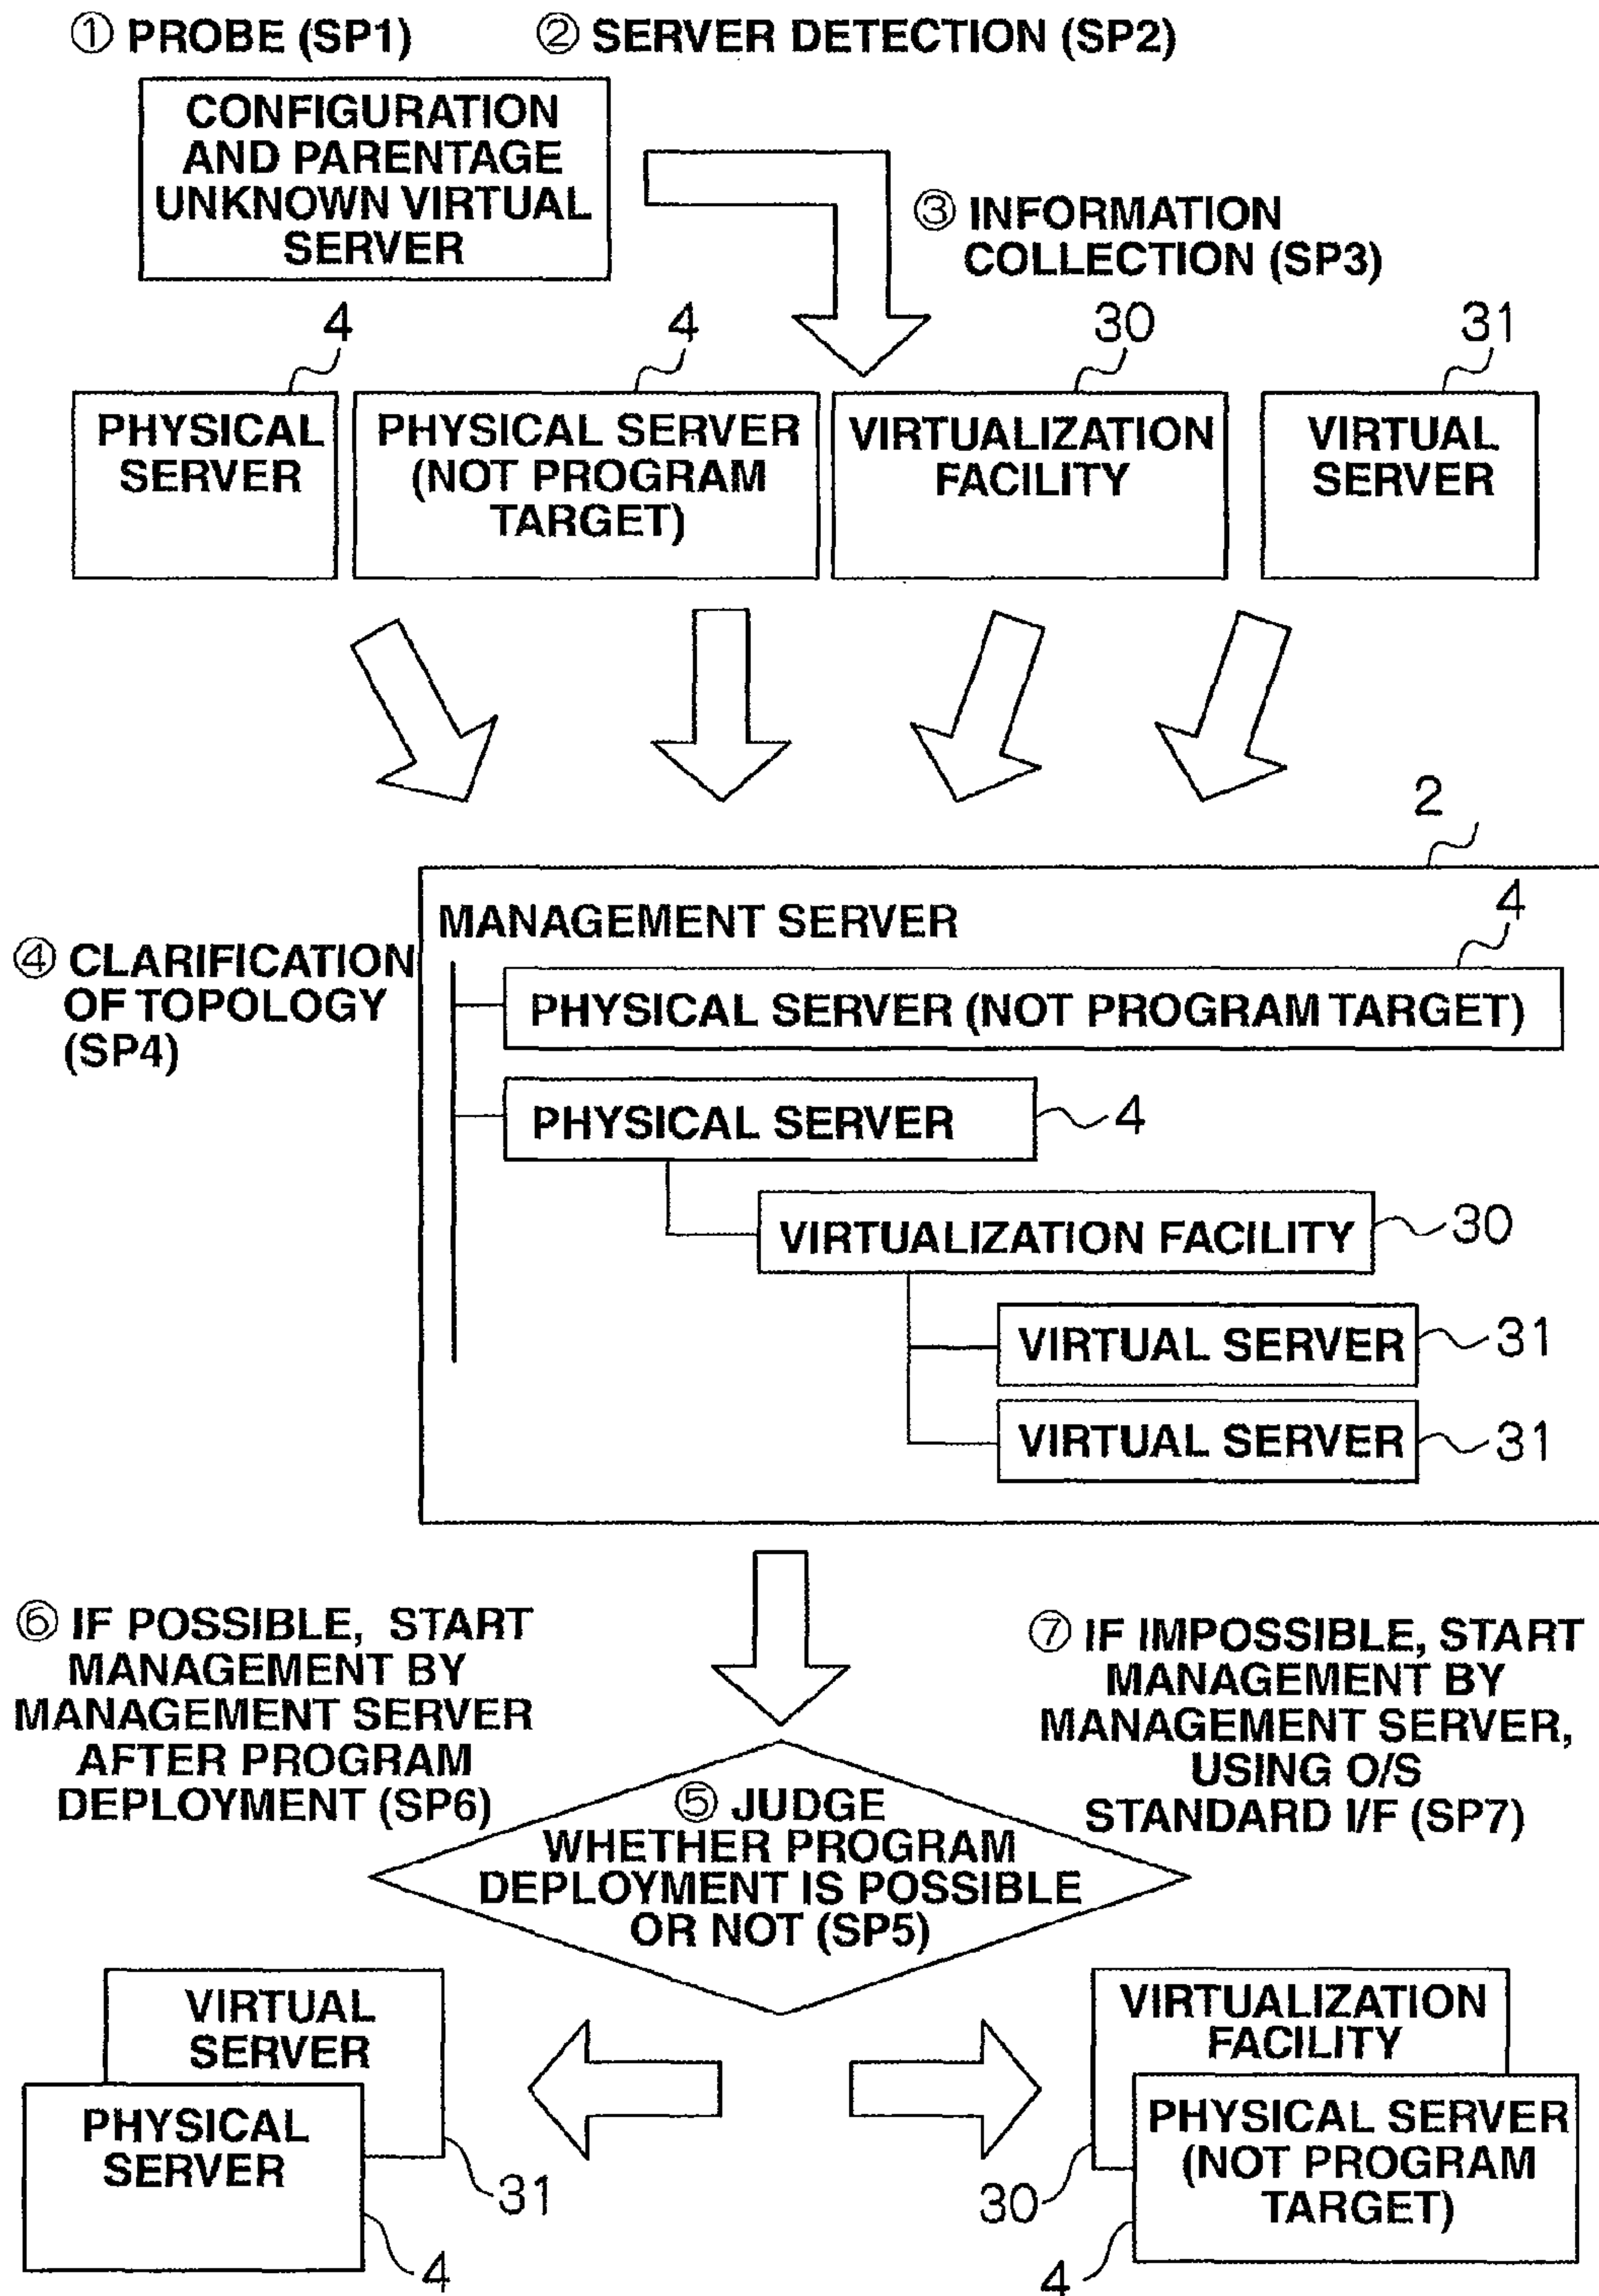 ① PROBE (SP1)
② SERVER DETECTION (SP2)
CONFIGURATION
AND PARENTAGE
UNKNOWN VIRTUAL
SERVER
③ INFORMATION
COLLECTION (SP3)
4
4
30
31
PHYSICAL
SERVER
PHYSICAL SERVER
(NOT PROGRAM
TARGET)
VIRTUALIZATION
FACILITY
VIRTUAL
SERVER
2
MANAGEMENT SERVER
4
④ CLARIFICATION
OF TOPOLOGY
(SP4)
PHYSICAL SERVER (NOT PROGRAM TARGET)
PHYSICAL SERVER
4
VIRTUALIZATION FACILITY
30
VIRTUAL SERVER
31
VIRTUAL SERVER
31
⑥ IF POSSIBLE, START
MANAGEMENT BY
MANAGEMENT SERVER
AFTER PROGRAM
DEPLOYMENT (SP6)
⑦ IF IMPOSSIBLE, START
MANAGEMENT BY
MANAGEMENT SERVER,
USING O/S
STANDARD I/F (SP7)
⑤ JUDGE
WHETHER PROGRAM
DEPLOYMENT IS POSSIBLE
OR NOT (SP5)
VIRTUAL
SERVER
PHYSICAL
SERVER
31
4
VIRTUALIZATION
FACILITY
PHYSICAL SERVER
(NOT PROGRAM
TARGET)
30
4